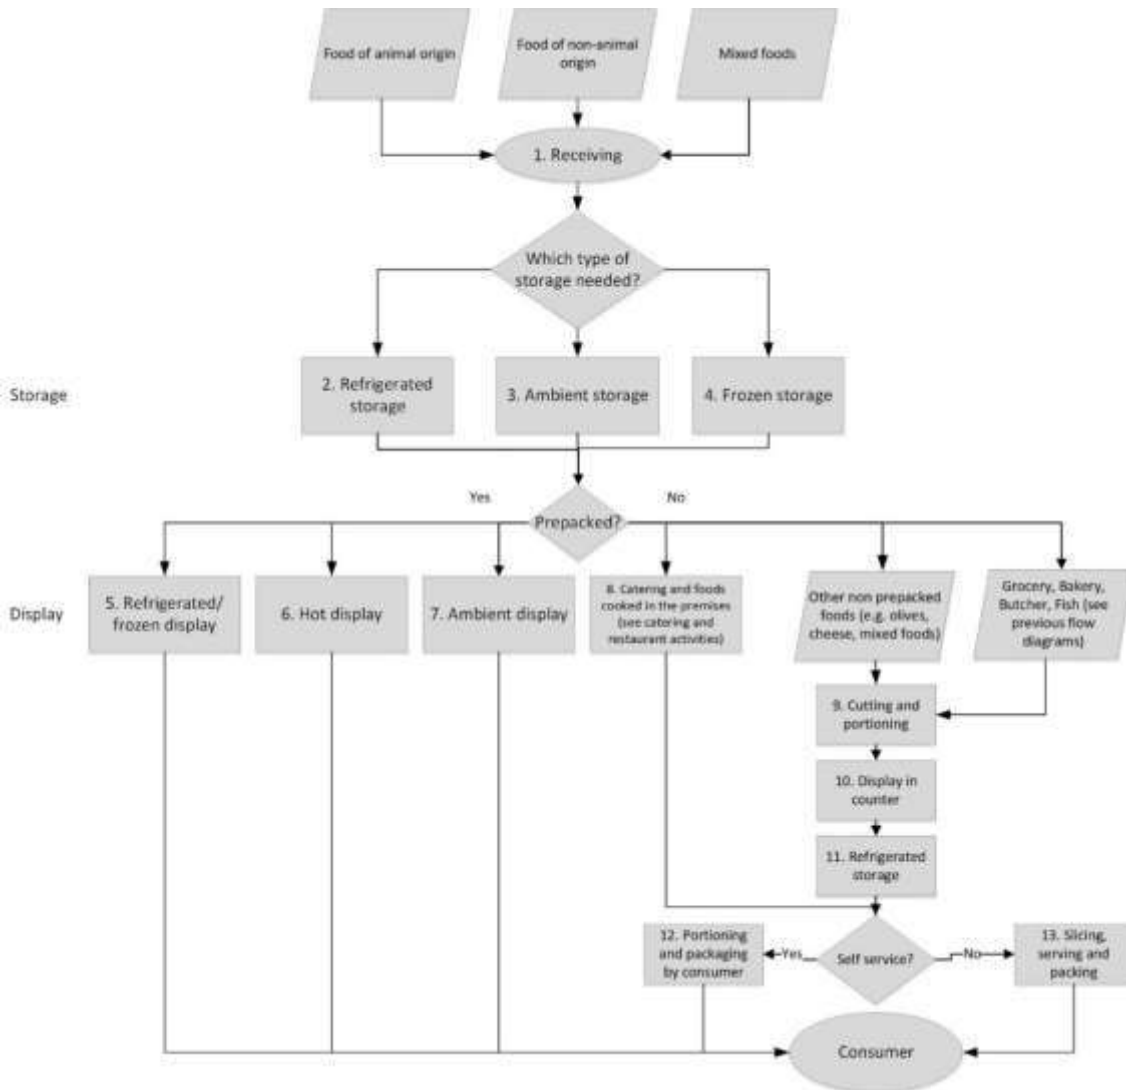 Food of animal origin
Food of non-animal
origin
Mixed foods
1. Receiving
Which type of
storage needed?
Storage
2. Refrigerated
storage
3. Ambient storage
4. Frozen storage
Yes
No
Prepacked?
Display
5. Refrigerated/
frozen display
6. Hot display
7. Ambient display
8. Catering and foods
cooked in the premises
(see catering and
restaurant activities)
Other non prepacked
foods (e.g. olives,
cheese, mixed foods)
Grocery, Bakery,
Butcher, Fish (see
previous flow
diagrams)
9. Cutting and
portioning
10. Display in
counter
11. Refrigerated
storage
12. Portioning
and packaging
by consumer
Yes
Self service?
No
13. Slicing,
serving and
packing
Consumer